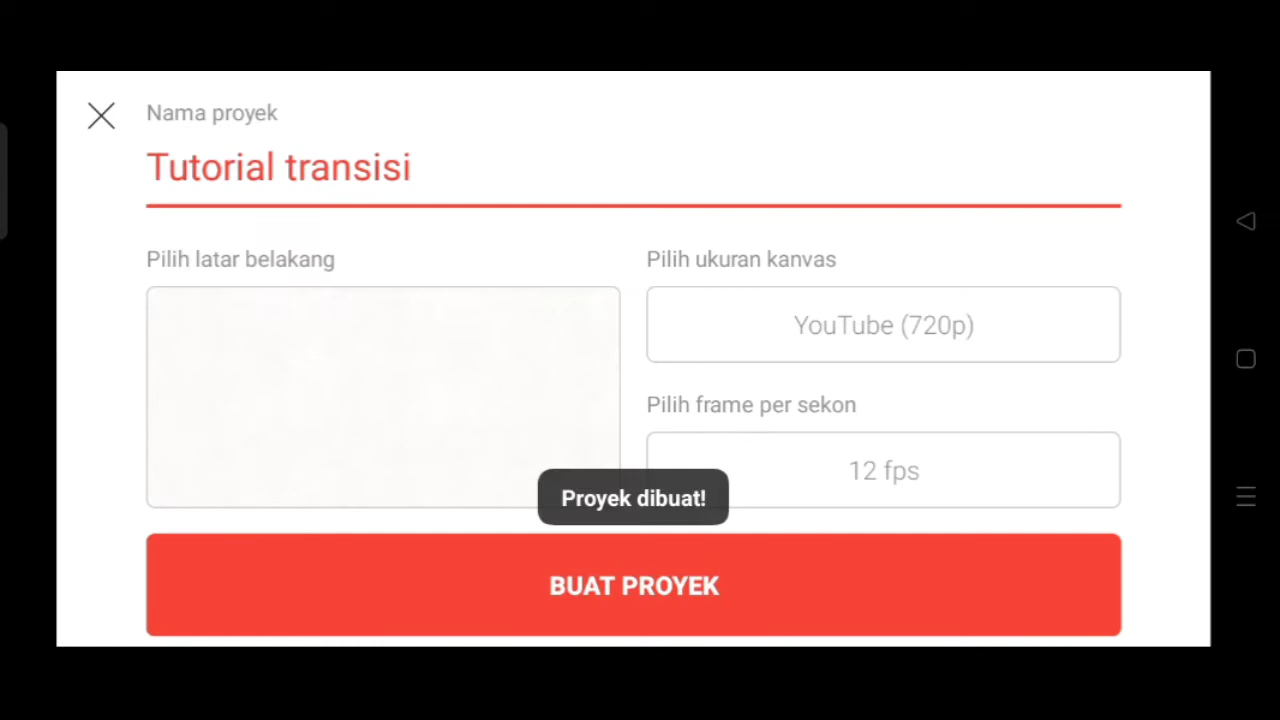 Nama proyek
Tutorial transisi
Pilih latar belakang
Pilih ukuran kanvas
YouTube (720p)
Pilih frame per sekon
12 fps
Proyek dibuat!
BUAT PROYEK